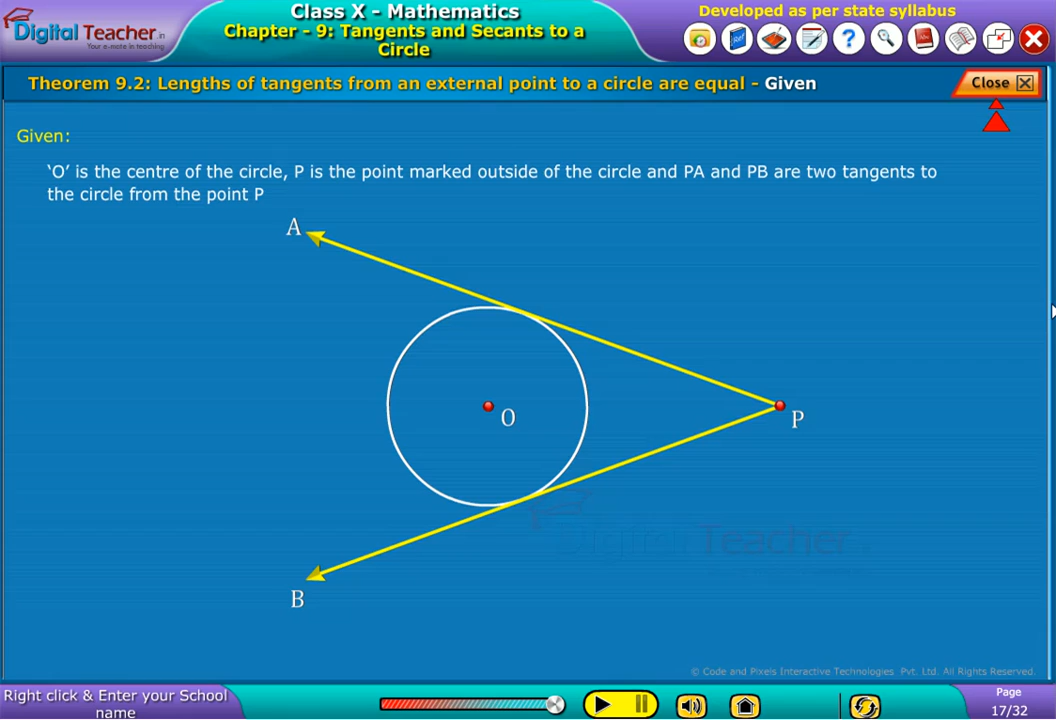 Digital Teacher.in
Your e-mate in teaching
Class X - Mathematics
Chapter - 9: Tangents and Secants to a
Circle
Developed as per state syllabus
Theorem 9.2: Lengths of tangents from an external point to a circle are equal - Given
Close
Given:
‘O’ is the centre of the circle, P is the point marked outside of the circle and PA and PB are two tangents to
the circle from the point P
A
O
P
Digital Teacher
B
© Code and Pixels Interactive Technologies Pvt. Ltd. All Rights Reserved.
Right click & Enter your School
name
Page
17/32